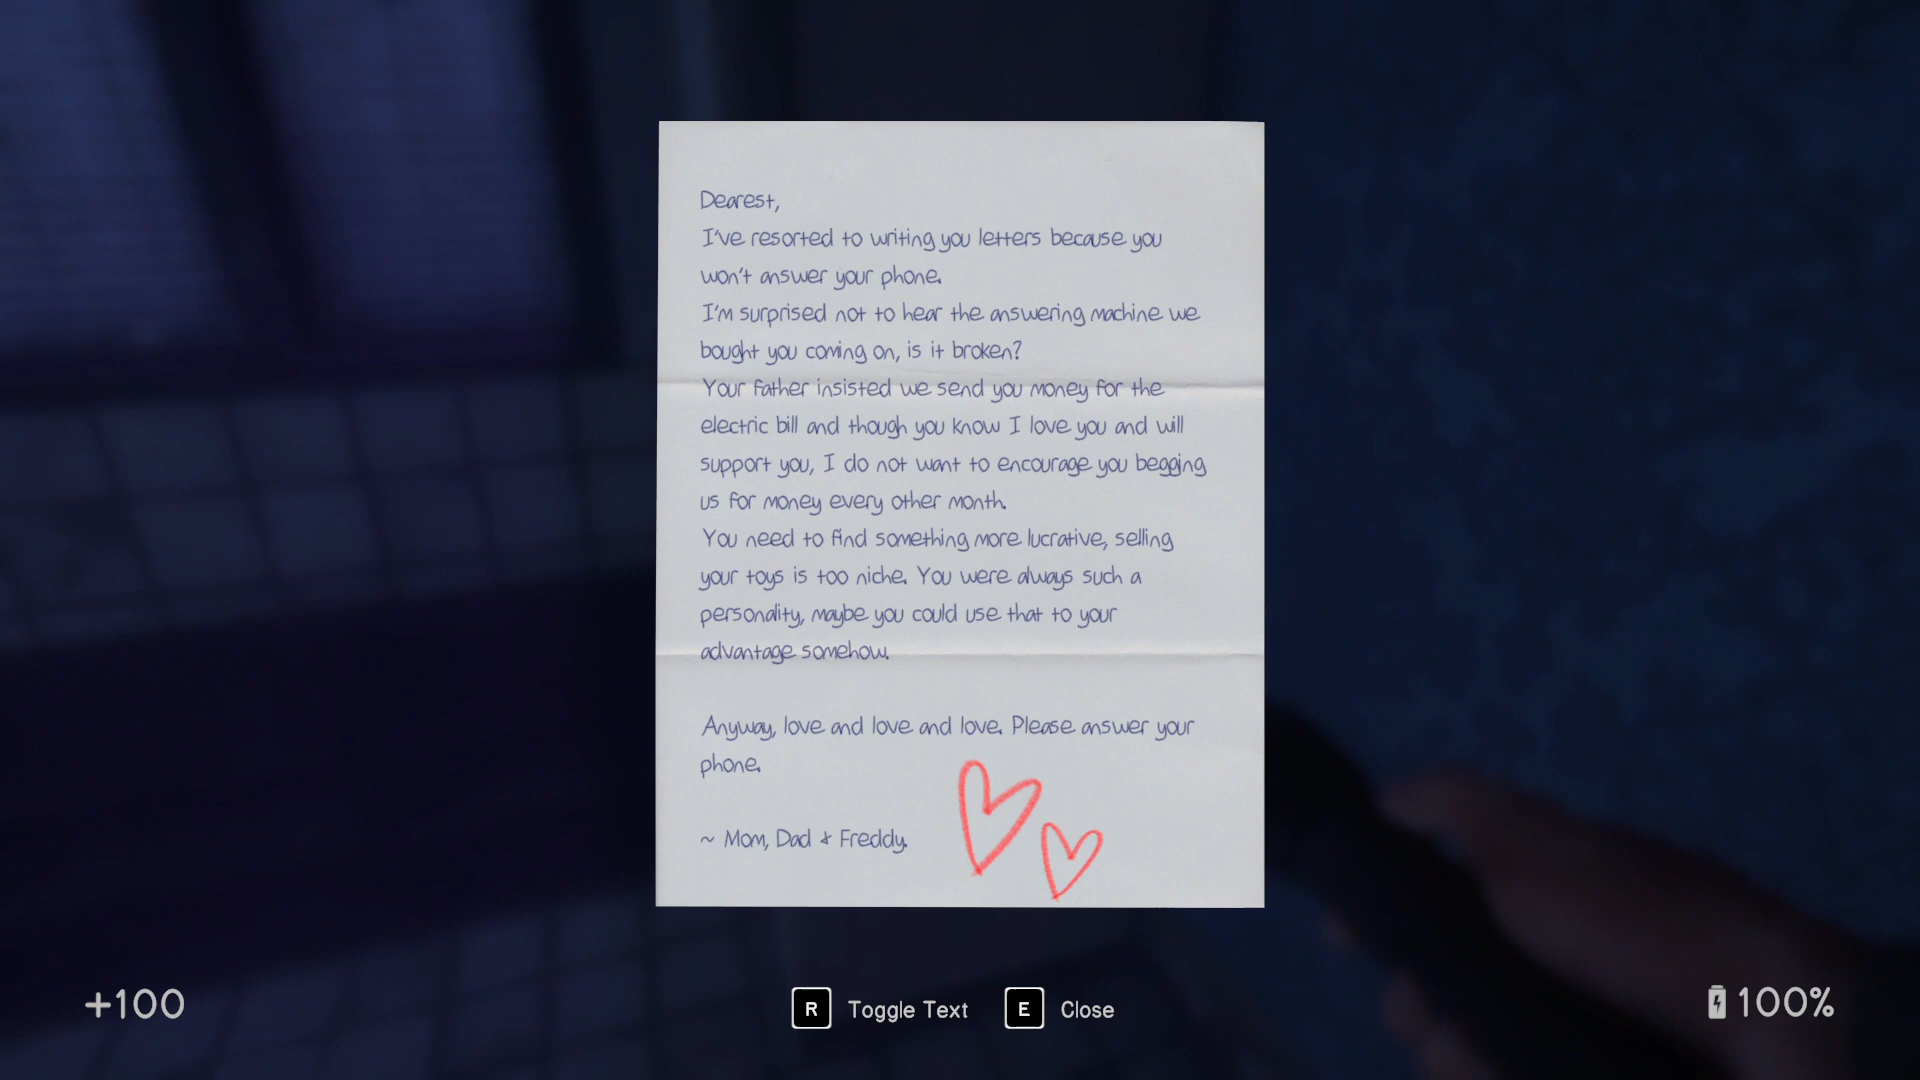 Dearest,
I've resorted to writing you letters because you
won't answer your phone.
I'm surprised not to hear the answering machine we
bought you coming on, is it broken?
Your father insisted we send you money for the
electric bill and though you know I love you and will
support you, I do not want to encourage you begging
us for money every other month.
You need to find something more lucrative, selling
your toys is too niche. You were always such a
personality, maybe you could use that to your
advantage somehow.
Anyway, love and love and love. Please answer your
phone.
~ Mom, Dad & Freddy.
+100
R Toggle Text E Close
100%